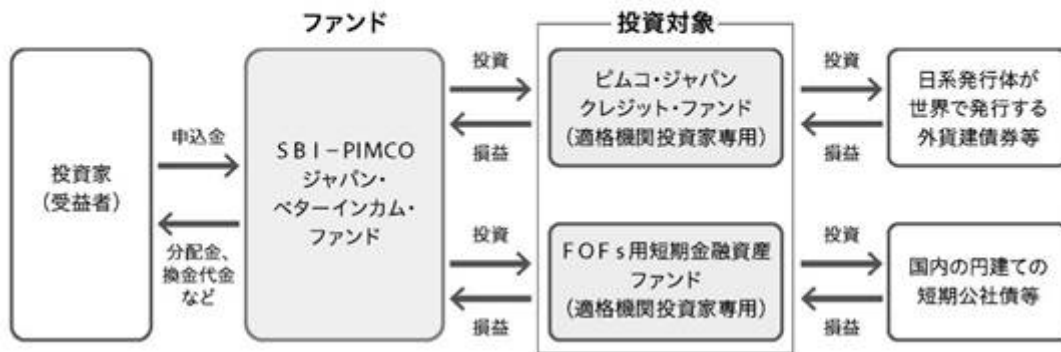 ファンド
投資対象
投資家
(受益者)
申込金
分配金、
換金代金
など
SBI－PIMCO
ジャパン・
ベターインカム・
ファンド
投資
損益
ピムコ・ジャパン
クレジット・ファンド
(適格機関投資家専用)
投資
損益
日系発行体が
世界で発行する
外貨建債券等
投資
損益
FOFs用短期金融資産
ファンド
(適格機関投資家専用)
投資
損益
国内の円建ての
短期公社債等